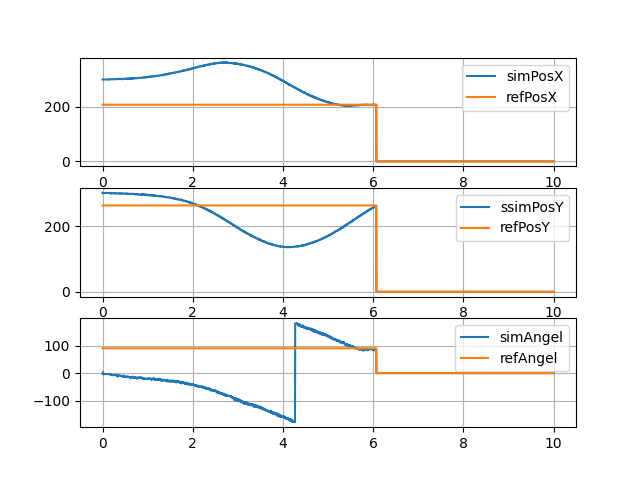 simPosX
refPosX
200
0
0 2 4 6 8 10
ssimPosY
refPosY
200
0
0 2 4 6 8 10
simAngel
refAngel
100
0
−100
0 2 4 6 8 10